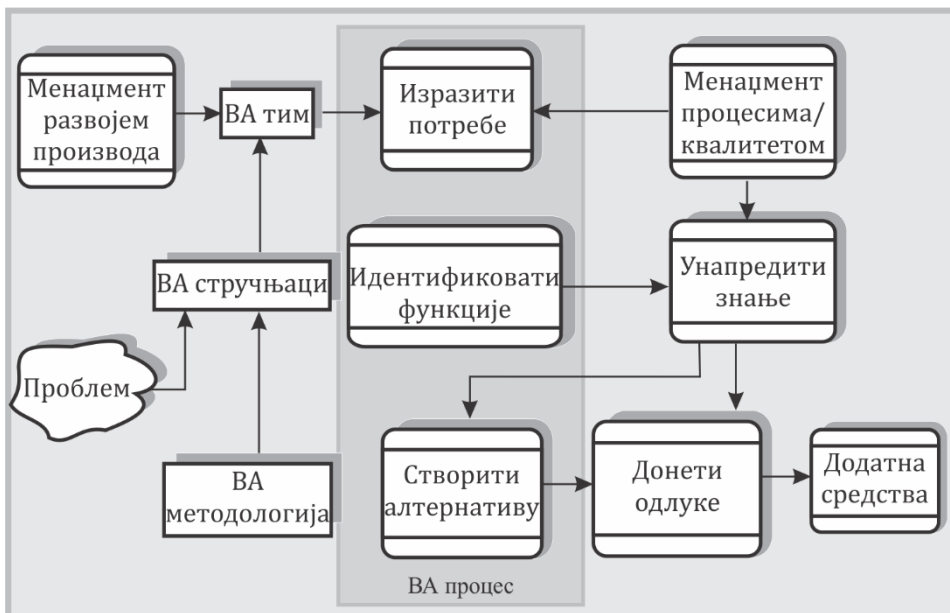 Менаџмент
развојем
производа
ВА тим
Изразити
потребе
Менаџмент
процесима/
квалитетом
ВА стручњаци
Идентификовати
функције
Унапредити
знање
Проблем
ВА
методологија
Створити
алтернативу
Донети
одлуке
Додатна
средства
ВА процес